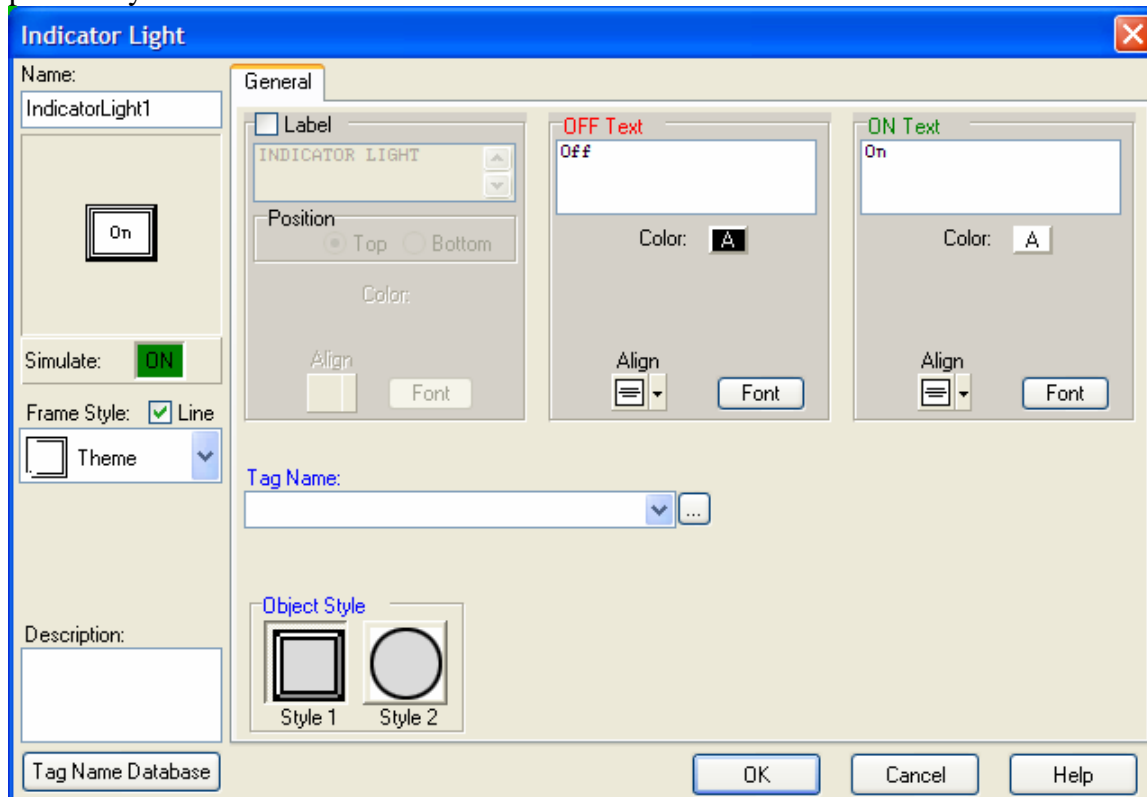 Indicator Light
Name:
IndicatorLight1
On
Simulate: ON
Frame Style: Line
Theme
Description:
Tag Name Database
General
Label
INDICATOR LIGHT
Position
Top Bottom
Color:
Align
Font
OFF Text
Off
Color: A
Align
Font
ON Text
On
Color: A
Align
Font
Tag Name:
...
Object Style
Style 1 Style 2
OK Cancel Help